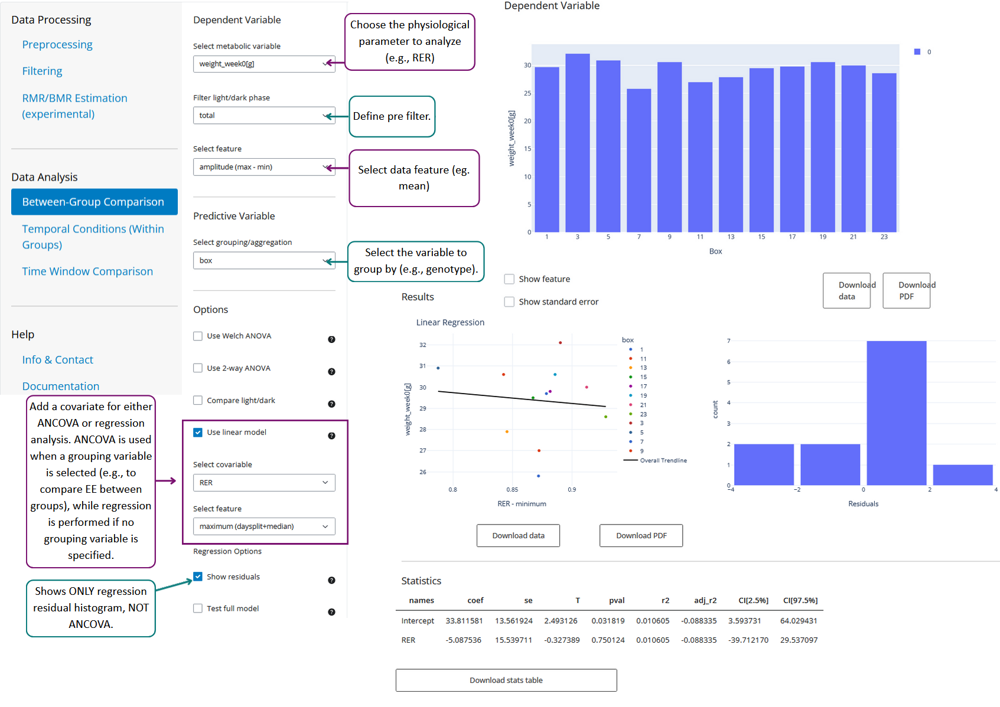 Data Processing
Preprocessing
Filtering
RMR/BMR Estimation
(experimental)
Data Analysis
Between-Group Comparison
Temporal Conditions (Within
Groups)
Time Window Comparison
Help
Info & Contact
Documentation
Add a covariate for either
ANCOVA or regression
analysis. ANCOVA is used
when a grouping variable
is selected (e.g., to
compare EE between
groups), while regression
is performed if no
grouping variable is
specified.
Shows ONLY regression
residual histogram, NOT
ANCOVA.
Dependent Variable
Select metabolic variable
weight_week0[g]
Filter light/dark phase
total
Select feature
amplitude (max - min)
Predictive Variable
Select grouping/aggregation
box
Options
Use Welch ANOVA
?
Use 2-way ANOVA
?
Compare light/dark
?
Use linear model
?
Select covariable
RER
Select feature
maximum (daysplit+median)
Regression Options
Show residuals
?
Test full model
?
Choose the physiological
parameter to analyze
(e.g., RER)
Define pre filter.
Select data feature (eg.
mean)
Select the variable to
group by (e.g., genotype).
Dependent Variable
0
30
25
20
15
10
5
0
weight_week0[g]
1 3 5 7 9 11 13 15 17 19 21 23
Box
Show feature
Show standard error
Download
data
Download
PDF
Results
Linear Regression
32
31
30
29
28
27
26
weight_week0[g]
0.8 0.85 0.9
RER - minimum
box
1
11
13
15
17
19
21
23
3
5
7
9
Overall Trendline
7
6
5
4
3
2
1
0
count
−4 −2 0 2 4
Residuals
Download data
Download PDF
Statistics
names coef se T pval r2 adj_r2 CI[2.5%] CI[97.5%]
Intercept 33.811581 13.561924 2.493126 0.031819 0.010605 -0.088335 3.593731 64.029431
RER -5.087536 15.539711 -0.327389 0.750124 0.010605 -0.088335 -39.712170 29.537097
Download stats table